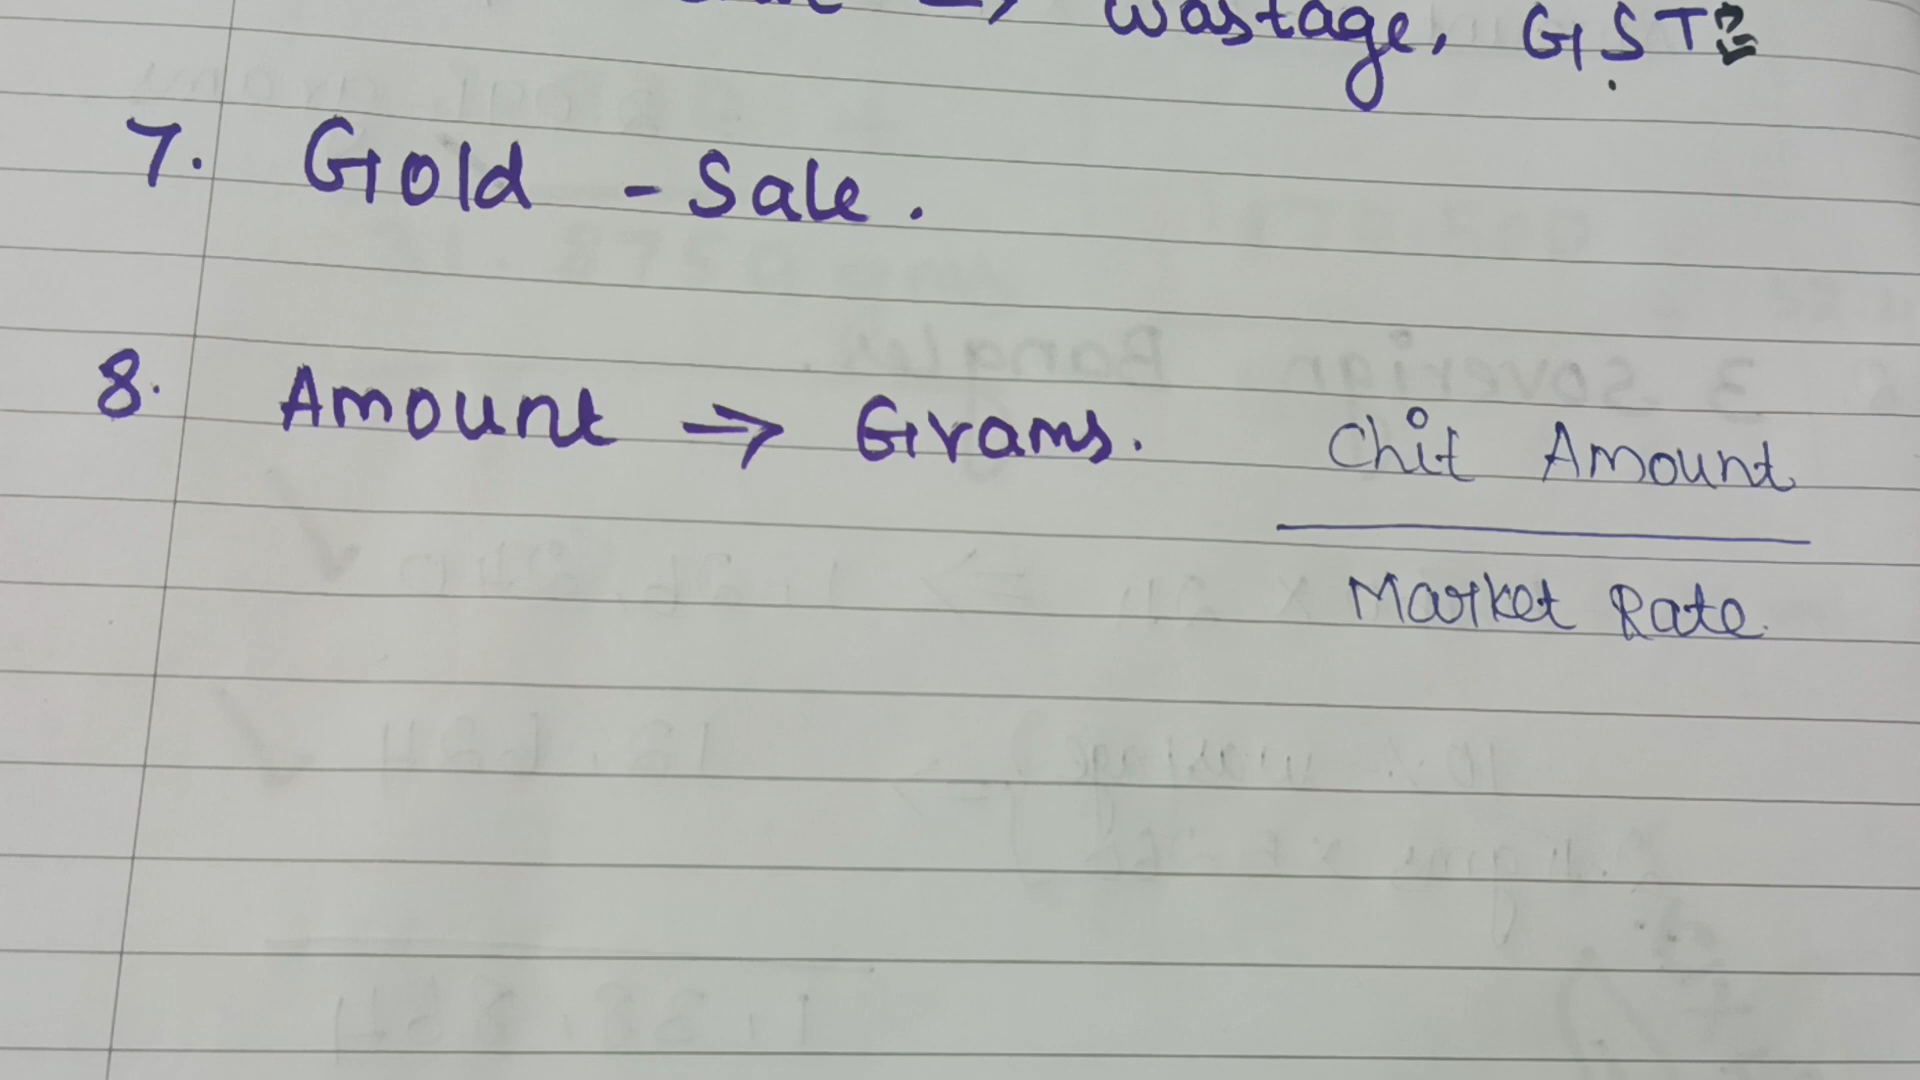 wastage, GST
7. Gold - Sale.
8. Amount => Grams. Chit Amount
Market Rate.